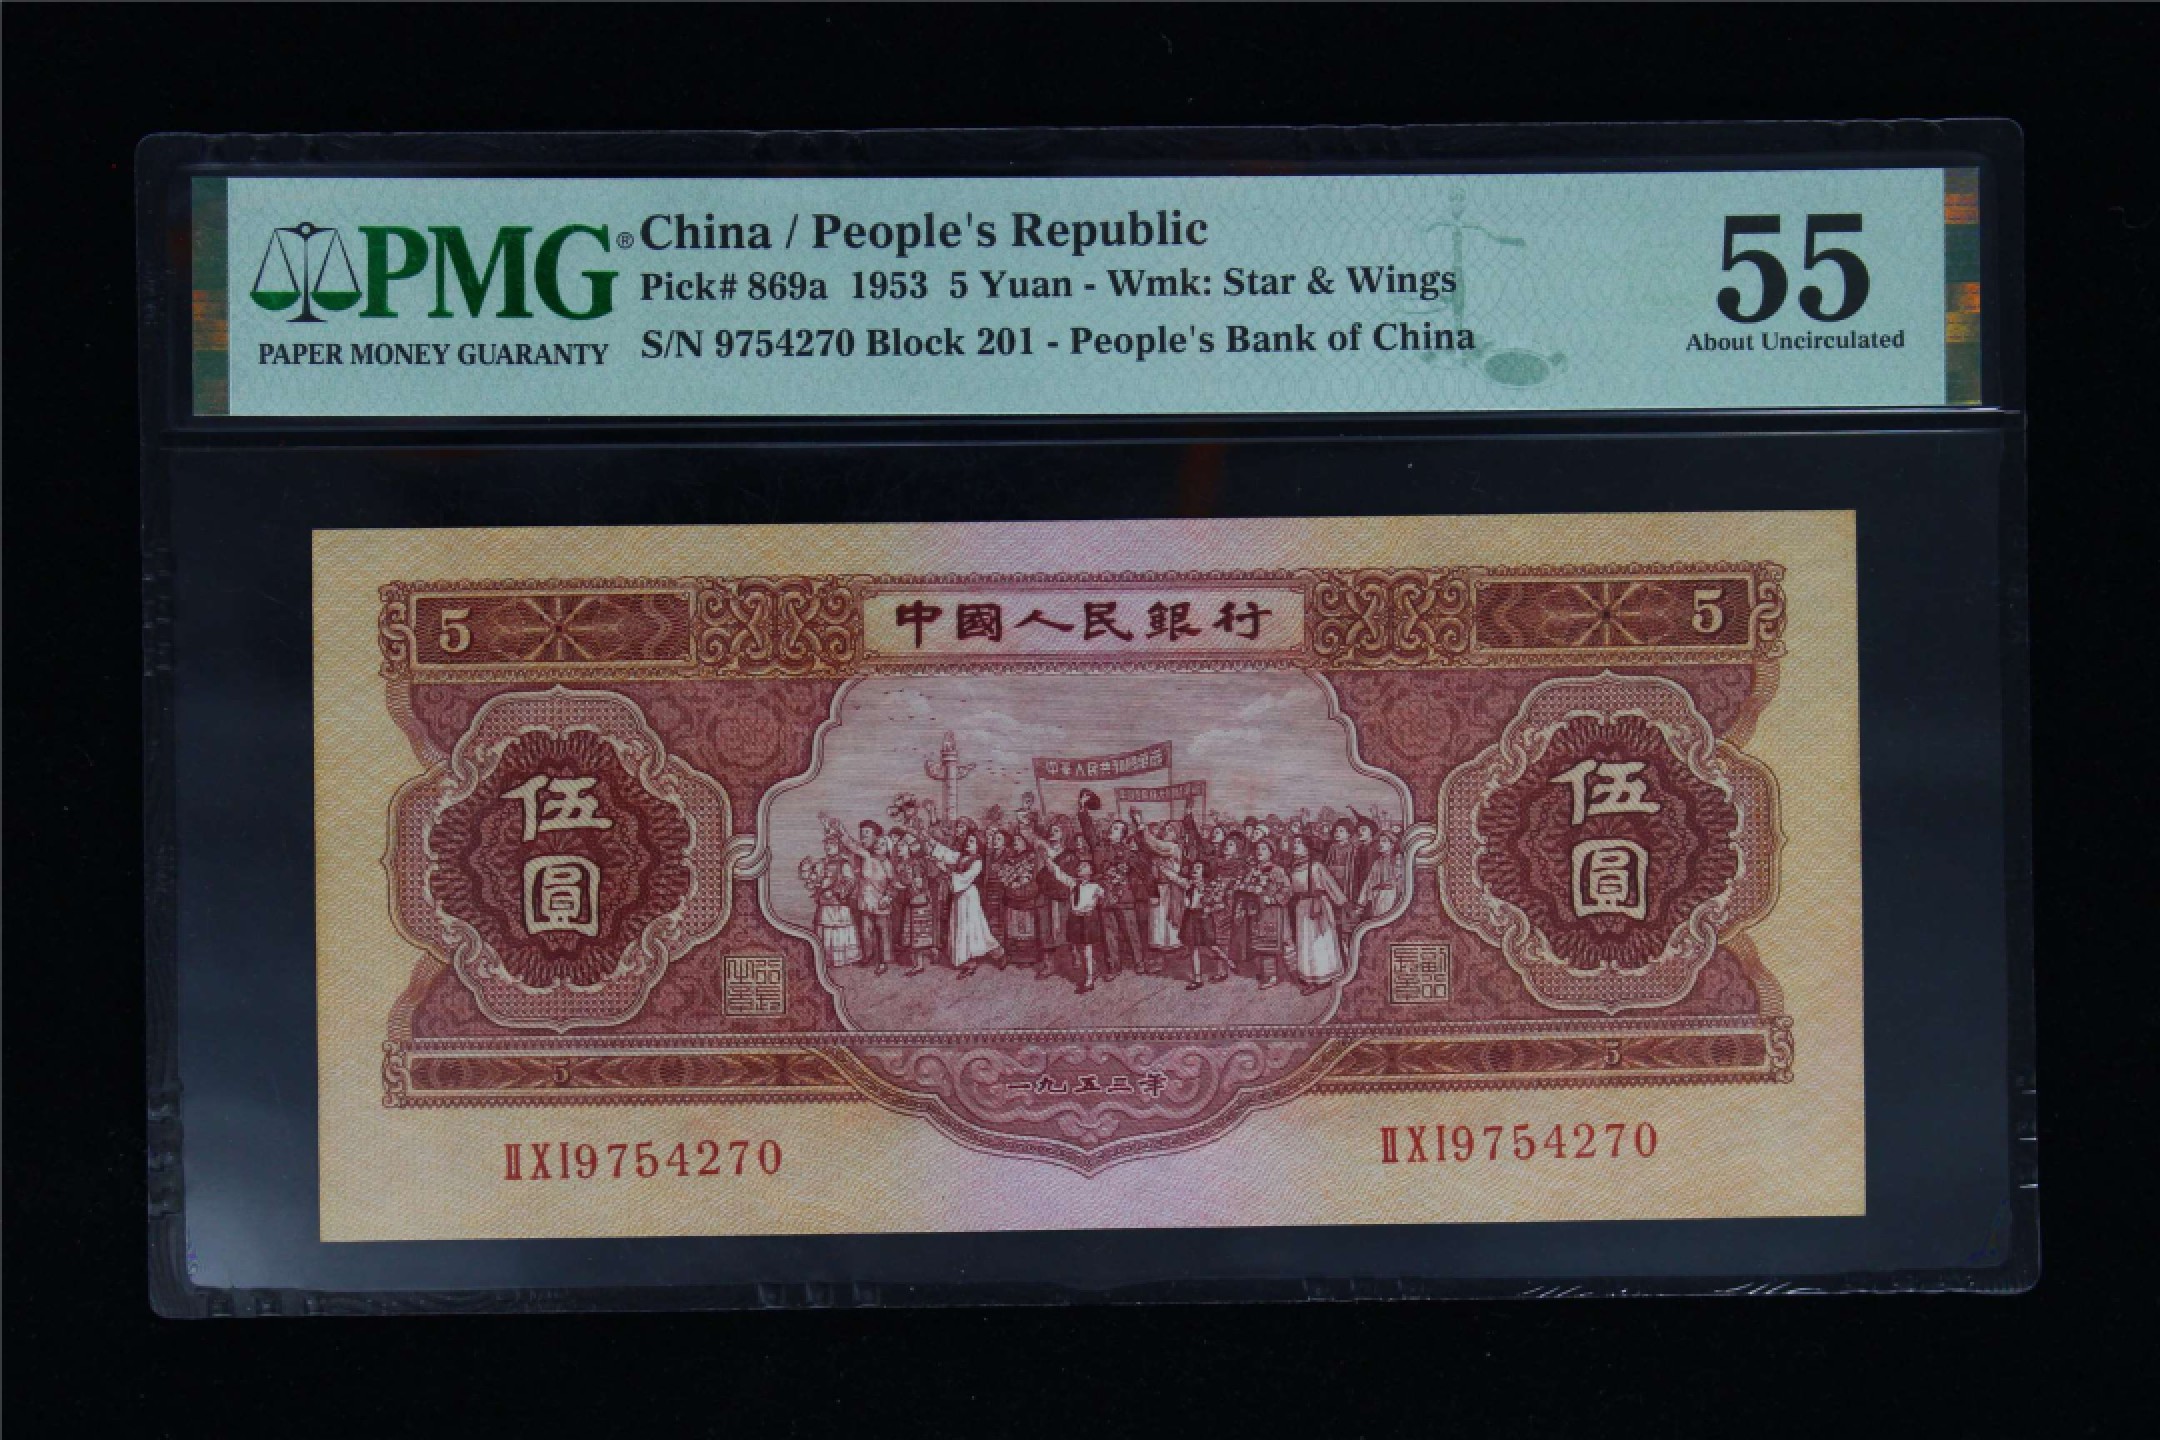 PMG®
PAPER MONEY GUARANTY
China / People's Republic
Pick# 869a 1953 5 Yuan - Wmk: Star & Wings
S/N 9754270 Block 201 - People's Bank of China
55
About Uncirculated
5
中國人民銀行
5
伍圓
伍圓
5
一九五三年
5
ⅡXI9754270
ⅡXI9754270